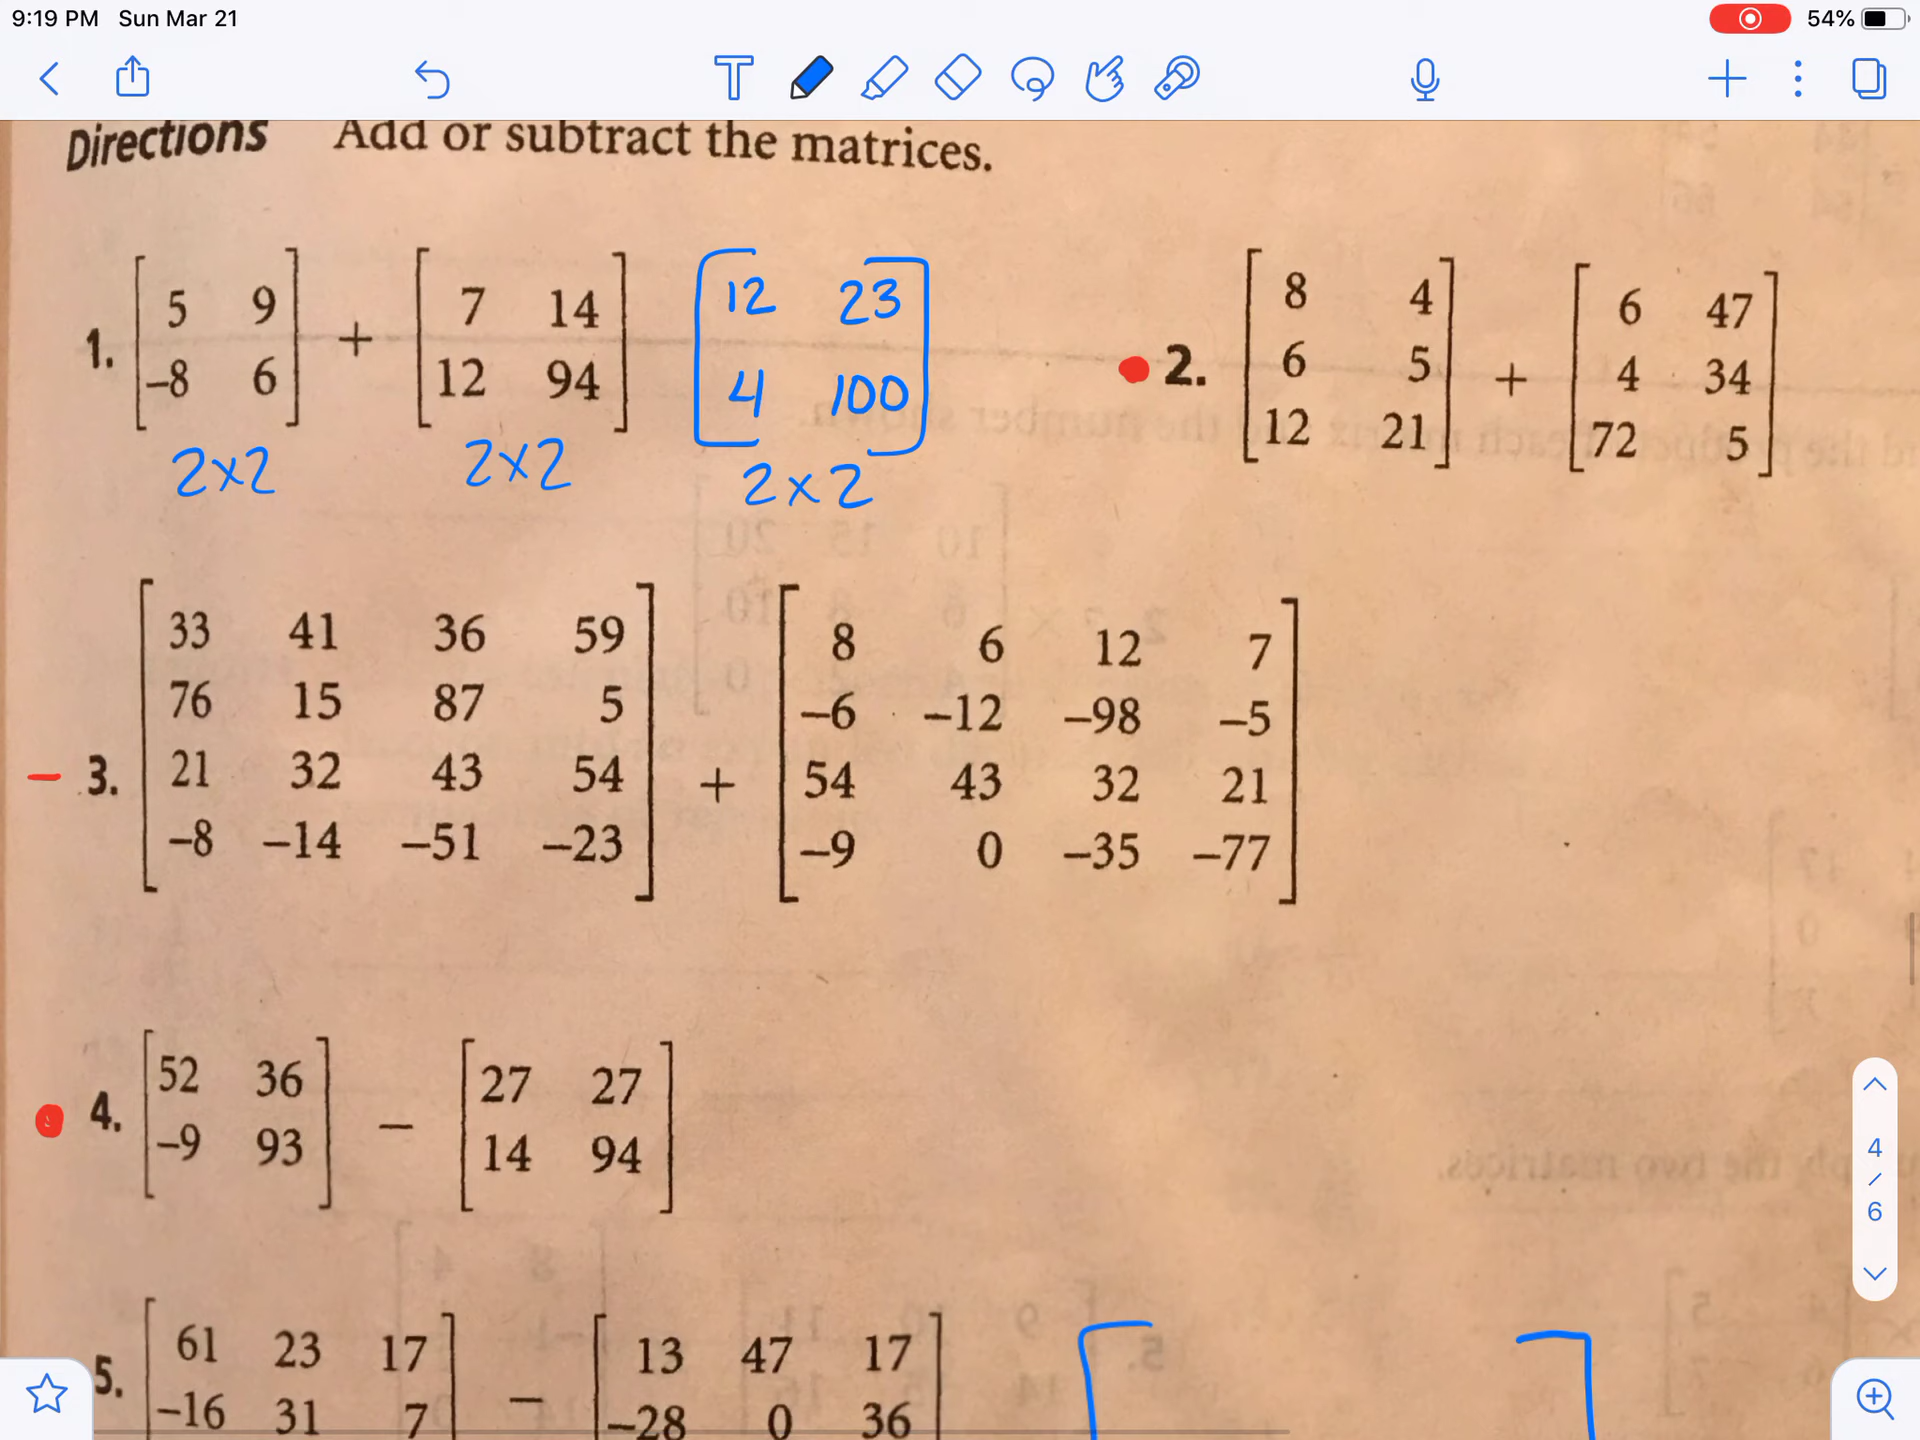 9:19 PM Sun Mar 21
54%
Directions Add or subtract the matrices.
1. 5 9 + 7 14 12 23
–8 6 12 94 4 100
2x2 2x2 2x2
2. 8 4 + 6 47
6 5 4 34
12 21 72 5
3. 33 41 36 59 + 8 6 12 7
76 15 87 5 –6 –12 –98 –5
21 32 43 54 54 43 32 21
–8 –14 –51 –23 –9 0 –35 –77
4. 52 36 – 27 27
–9 93 14 94
5. 61 23 17 – 13 47 17
–16 31 7 –28 0 36
4
/
6